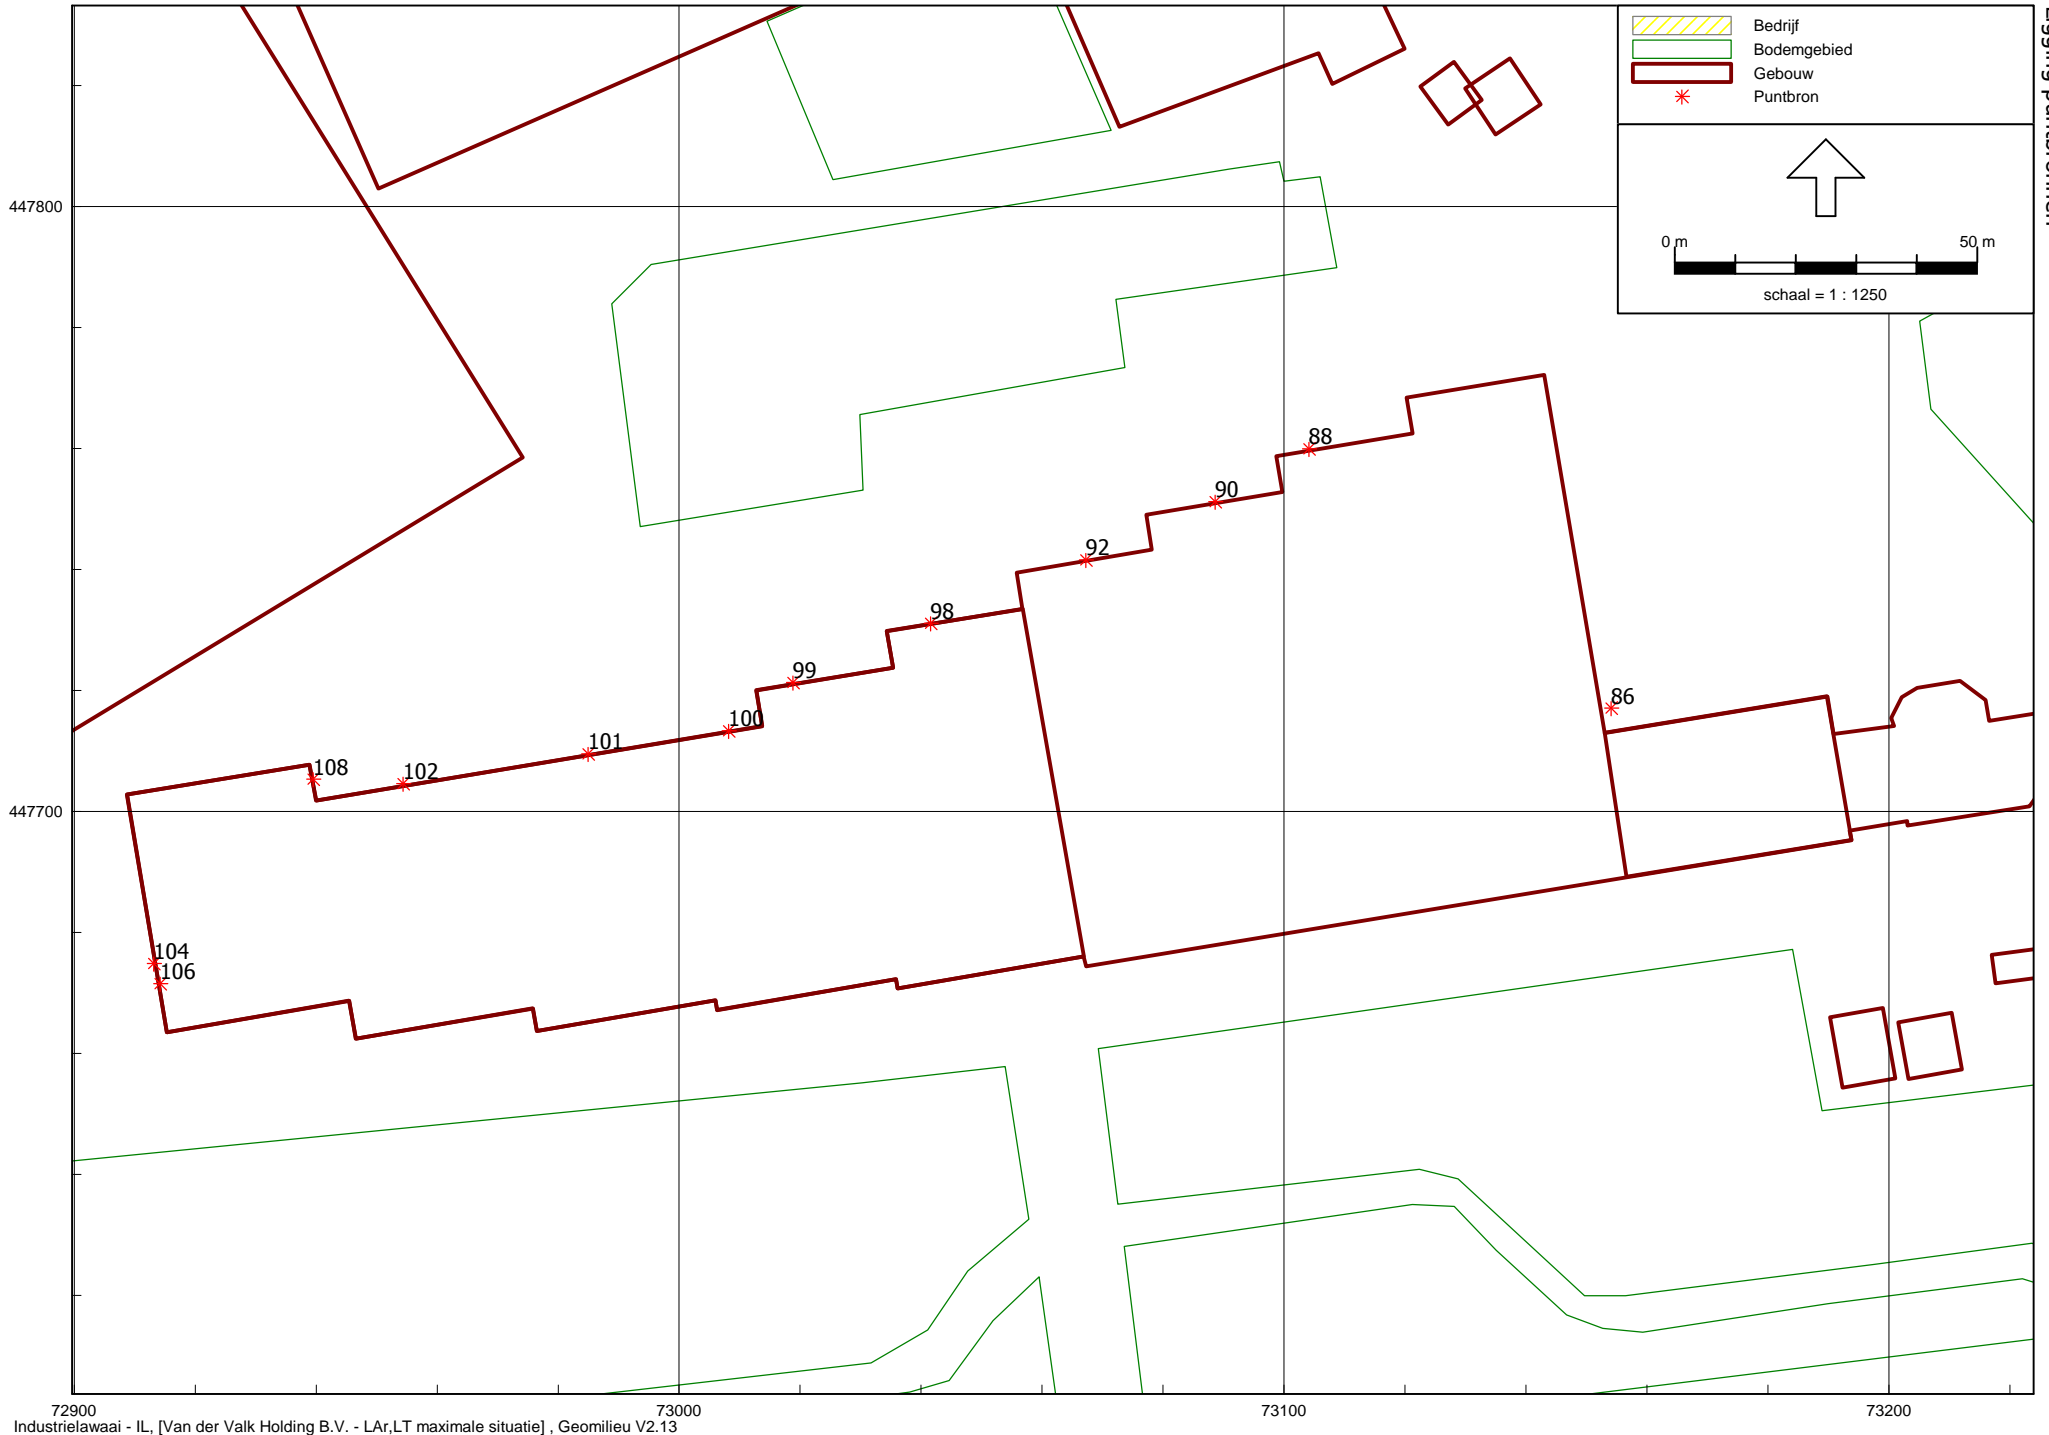 Bedrijf
Bodemgebied
Gebouw
Puntbron
0 m 50 m
schaal = 1 : 1250
447800
88
90
92
98
99
86
100
101
108
102
447700
104
106
72900 73000 73100 73200
Industrielawaai - IL, [Van der Valk Holding B.V. - LAr,LT maximale situatie] , Geomilieu V2.13